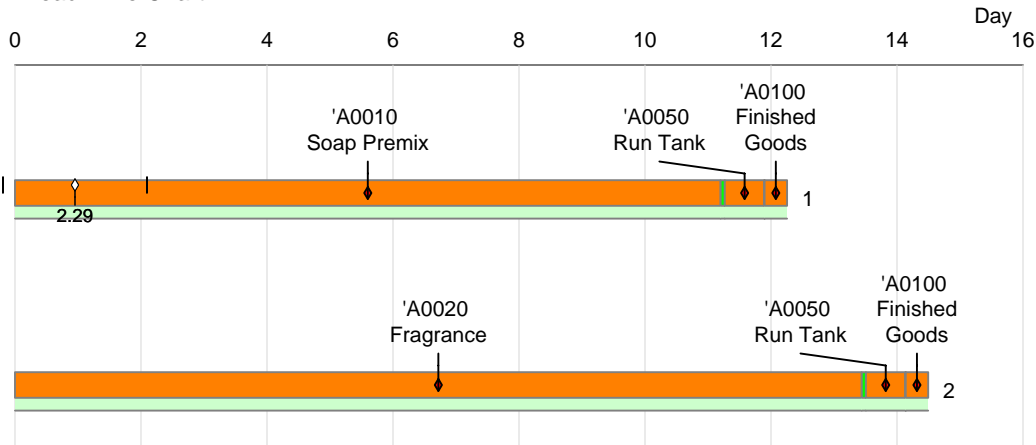 Day
0 2 4 6 8 10 12 14 16
'A0010
Soap Premix
'A0050
Run Tank
'A0100
Finished
Goods
2.29
1
'A0020
Fragrance
'A0050
Run Tank
'A0100
Finished
Goods
2